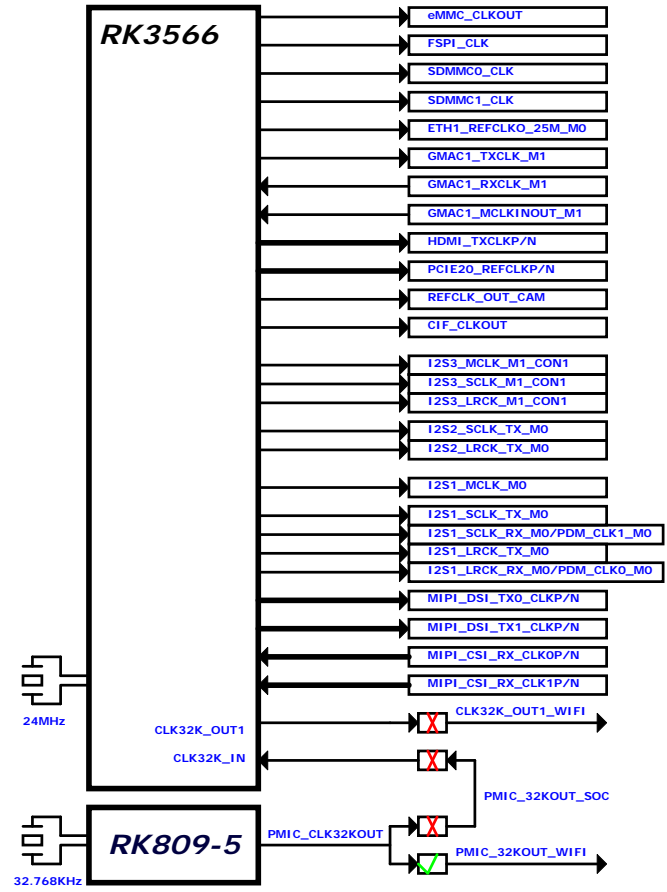 RK3566
eMMC_CLKOUT
FSPI_CLK
SDMMC0_CLK
SDMMC1_CLK
ETH1_REFCLKO_25M_M0
GMAC1_TXCLK_M1
GMAC1_RXCLK_M1
GMAC1_MCLKINOUT_M1
HDMI_TXCLKP/N
PCIE20_REFCLKP/N
REFCLK_OUT_CAM
CIF_CLKOUT
I2S3_MCLK_M1_CON1
I2S3_SCLK_M1_CON1
I2S3_LRCK_M1_CON1
I2S2_SCLK_TX_M0
I2S2_LRCK_TX_M0
I2S1_MCLK_M0
I2S1_SCLK_TX_M0
I2S1_SCLK_RX_M0/PDM_CLK1_M0
I2S1_LRCK_TX_M0
I2S1_LRCK_RX_M0/PDM_CLK0_M0
MIPI_DSI_TX0_CLKP/N
MIPI_DSI_TX1_CLKP/N
MIPI_CSI_RX_CLK0P/N
MIPI_CSI_RX_CLK1P/N
24MHz
CLK32K_OUT1
CLK32K_OUT1_WIFI
CLK32K_IN
PMIC_32KOUT_SOC
RK809-5
PMIC_CLK32KOUT
PMIC_32KOUT_WIFI
32.768KHz